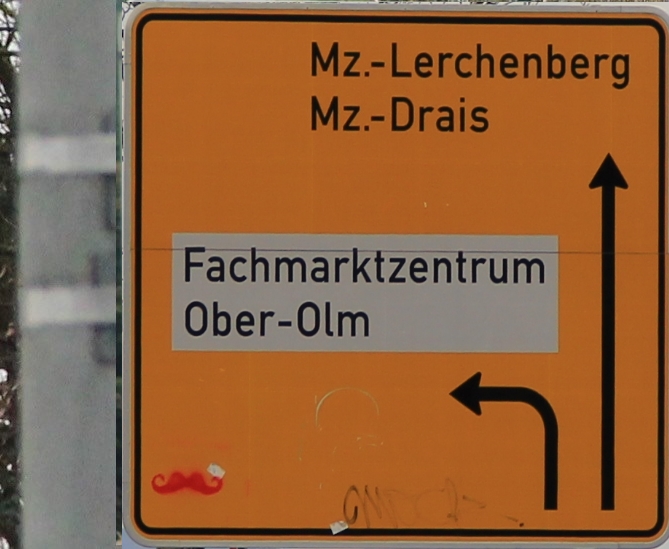 Mz.-Lerchenberg
Mz.-Drais
Fachmarktzentrum
Ober-Olm